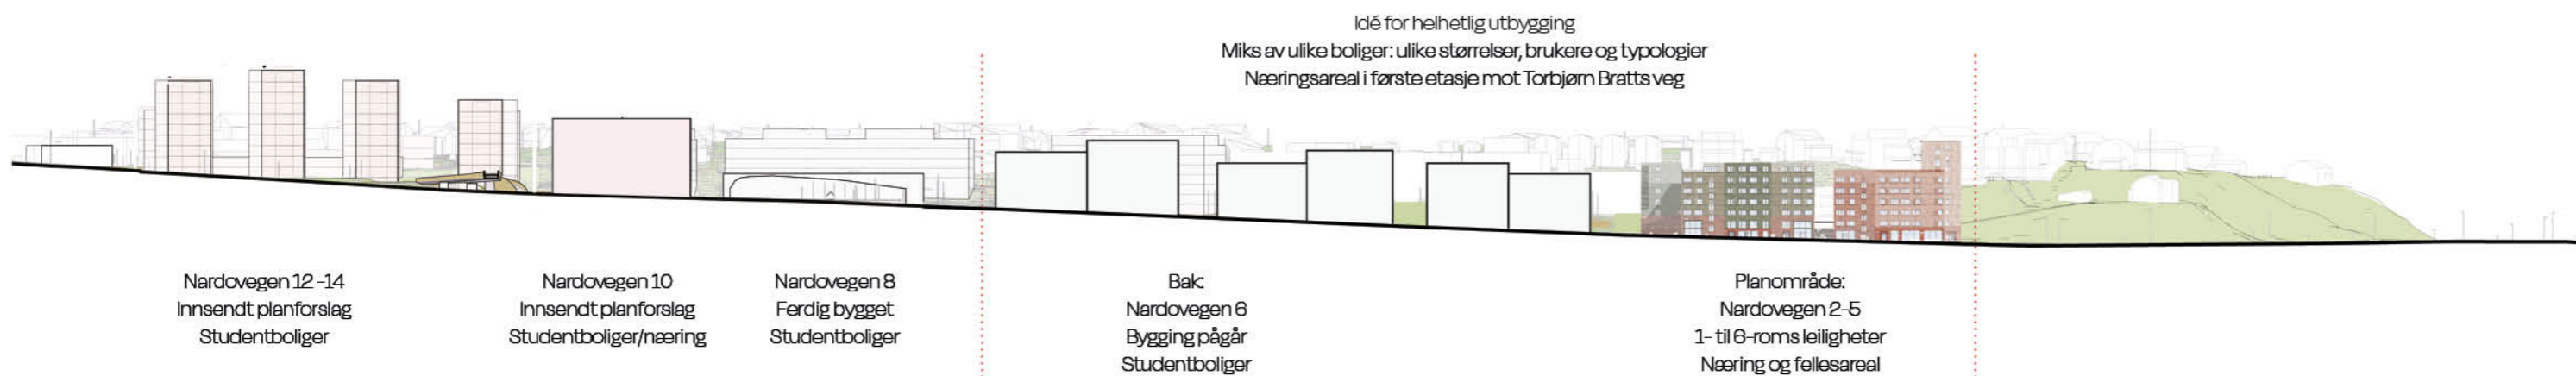 Idé for helhetlig utbygging
Miks av ulike boliger: ulike størrelser, brukere og typologier
Næringsareal i første etasje mot Torbjørn Bratts veg
Nardovegen 12 -14
Innsendt planforslag
Studentboliger
Nardovegen 10
Innsendt planforslag
Studentboliger/næring
Nardovegen 8
Ferdig bygget
Studentboliger
Bak:
Nardovegen 6
Bygging pågår
Studentboliger
Planområde:
Nardovegen 2-5
1- til 6-roms leiligheter
Næring og fellesareal